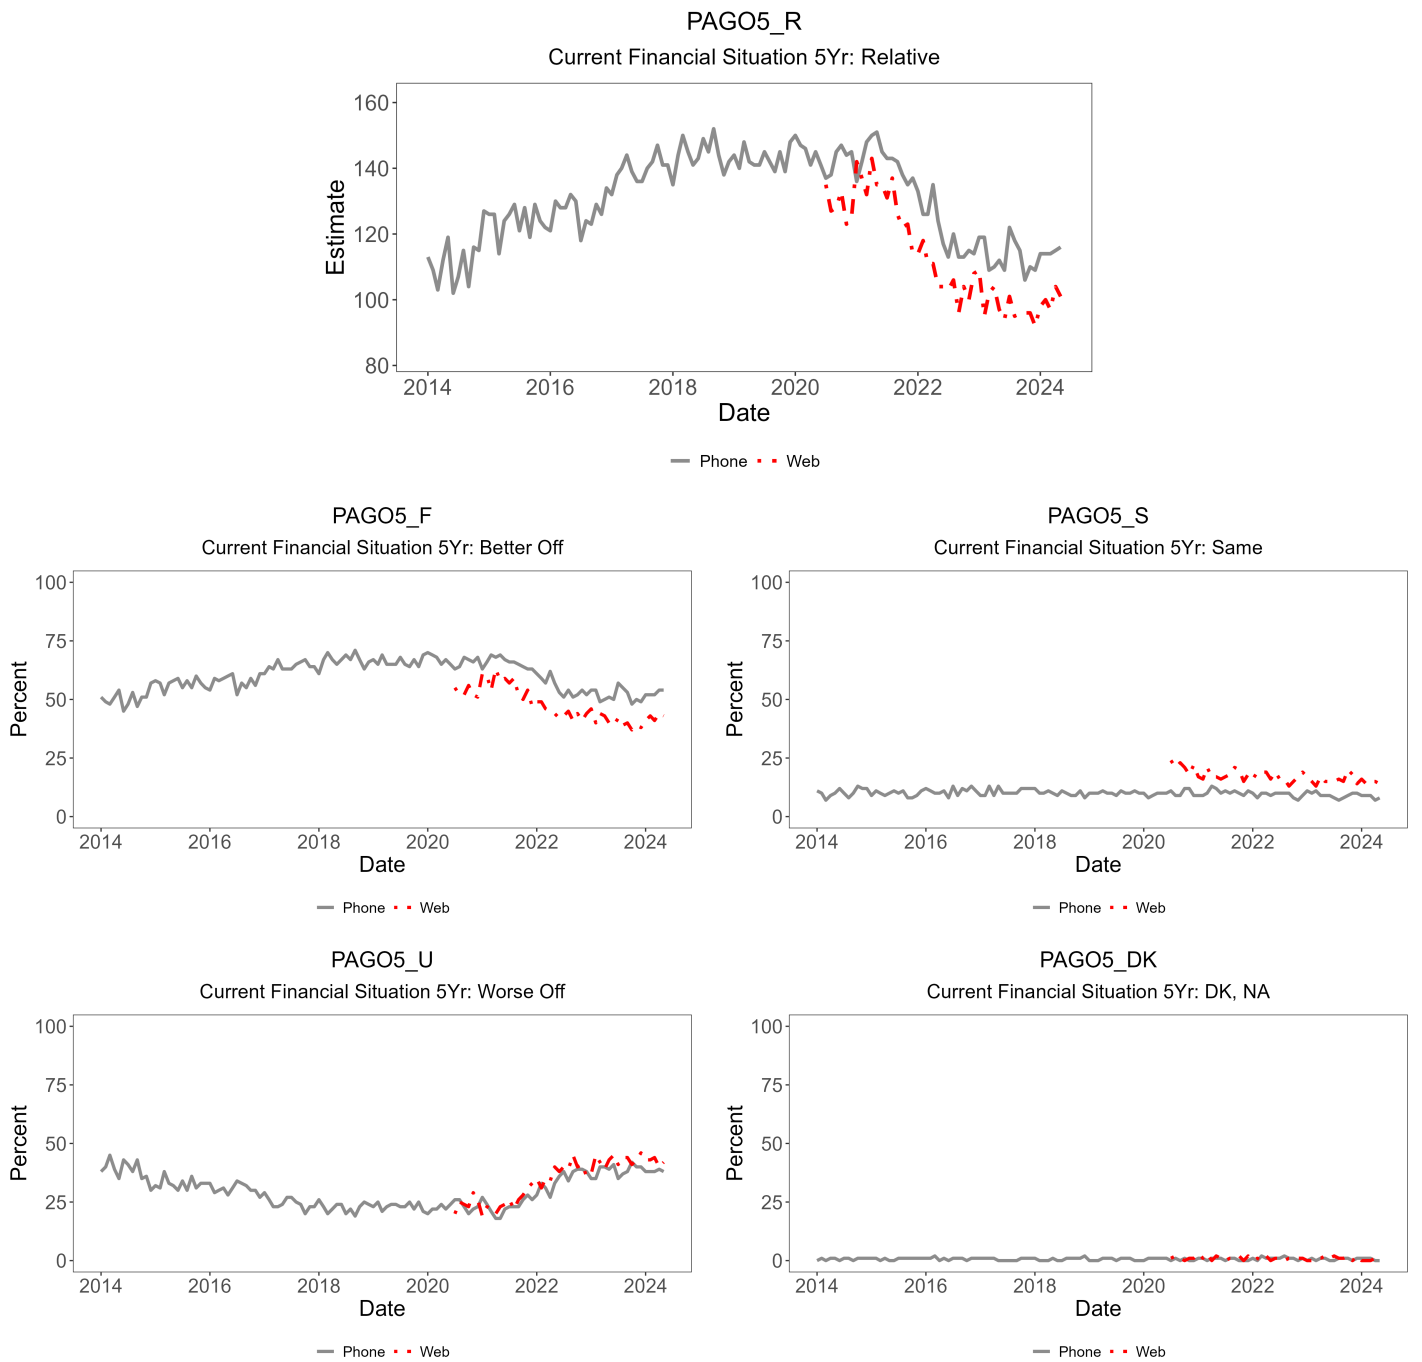 PAGO5_R
Current Financial Situation 5Yr: Relative
160
140
120
100
80
Estimate
2014 2016 2018 2020 2022 2024
Date
Phone Web
PAGO5_F
Current Financial Situation 5Yr: Better Off
100
75
50
25
0
Percent
2014 2016 2018 2020 2022 2024
Date
Phone Web
PAGO5_S
Current Financial Situation 5Yr: Same
100
75
50
25
0
Percent
2014 2016 2018 2020 2022 2024
Date
Phone Web
PAGO5_U
Current Financial Situation 5Yr: Worse Off
100
75
50
25
0
Percent
2014 2016 2018 2020 2022 2024
Date
Phone Web
PAGO5_DK
Current Financial Situation 5Yr: DK, NA
100
75
50
25
0
Percent
2014 2016 2018 2020 2022 2024
Date
Phone Web